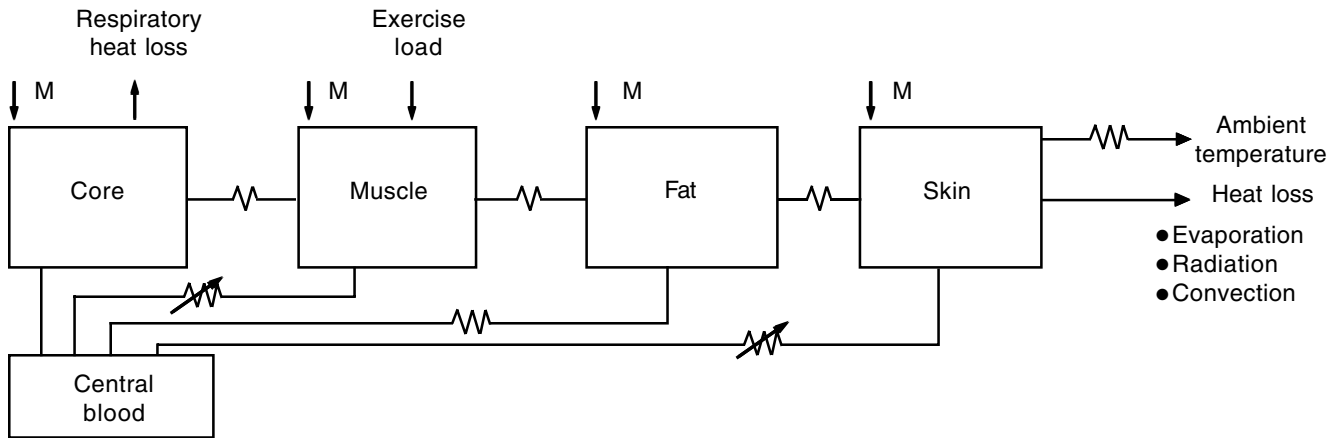 Respiratory
heat loss
Exercise
load
M
M
M
M
Core
Muscle
Fat
Skin
Ambient
temperature
Heat loss
●Evaporation
●Radiation
●Convection
Central
blood